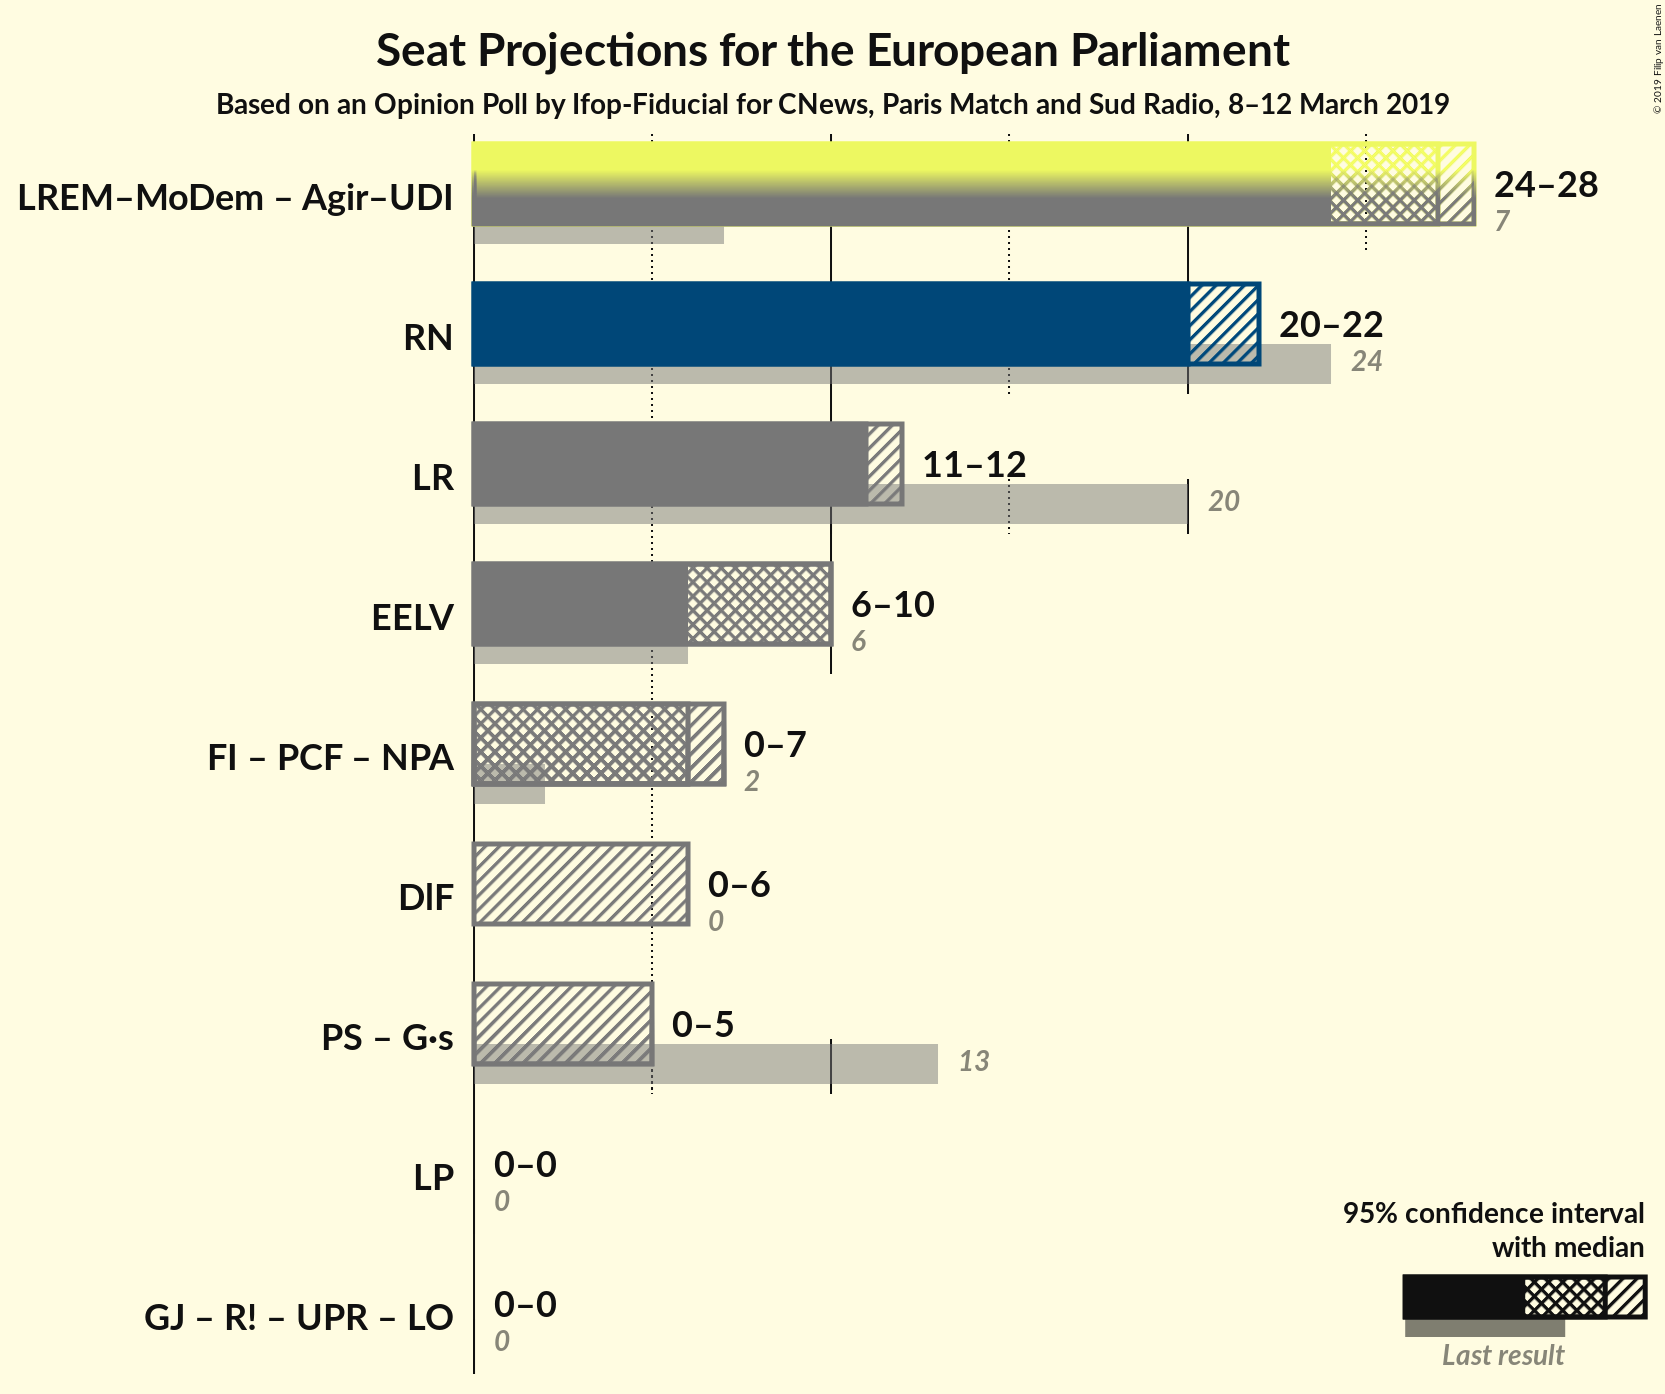 Seat Projections for the European Parliament
Based on an Opinion Poll by Ifop-Fiducial for CNews, Paris Match and Sud Radio, 8–12 March 2019
© 2019 Filip van Laenen
LREM–MoDem – Agir–UDI
24–28
7
RN
20–22
24
LR
11–12
20
EELV
6–10
6
FI – PCF – NPA
0–7
2
DlF
0–6
0
PS – G·s
0–5
13
LP
0–0
0
GJ – R! – UPR – LO
0–0
0
95% confidence interval
with median
Last result